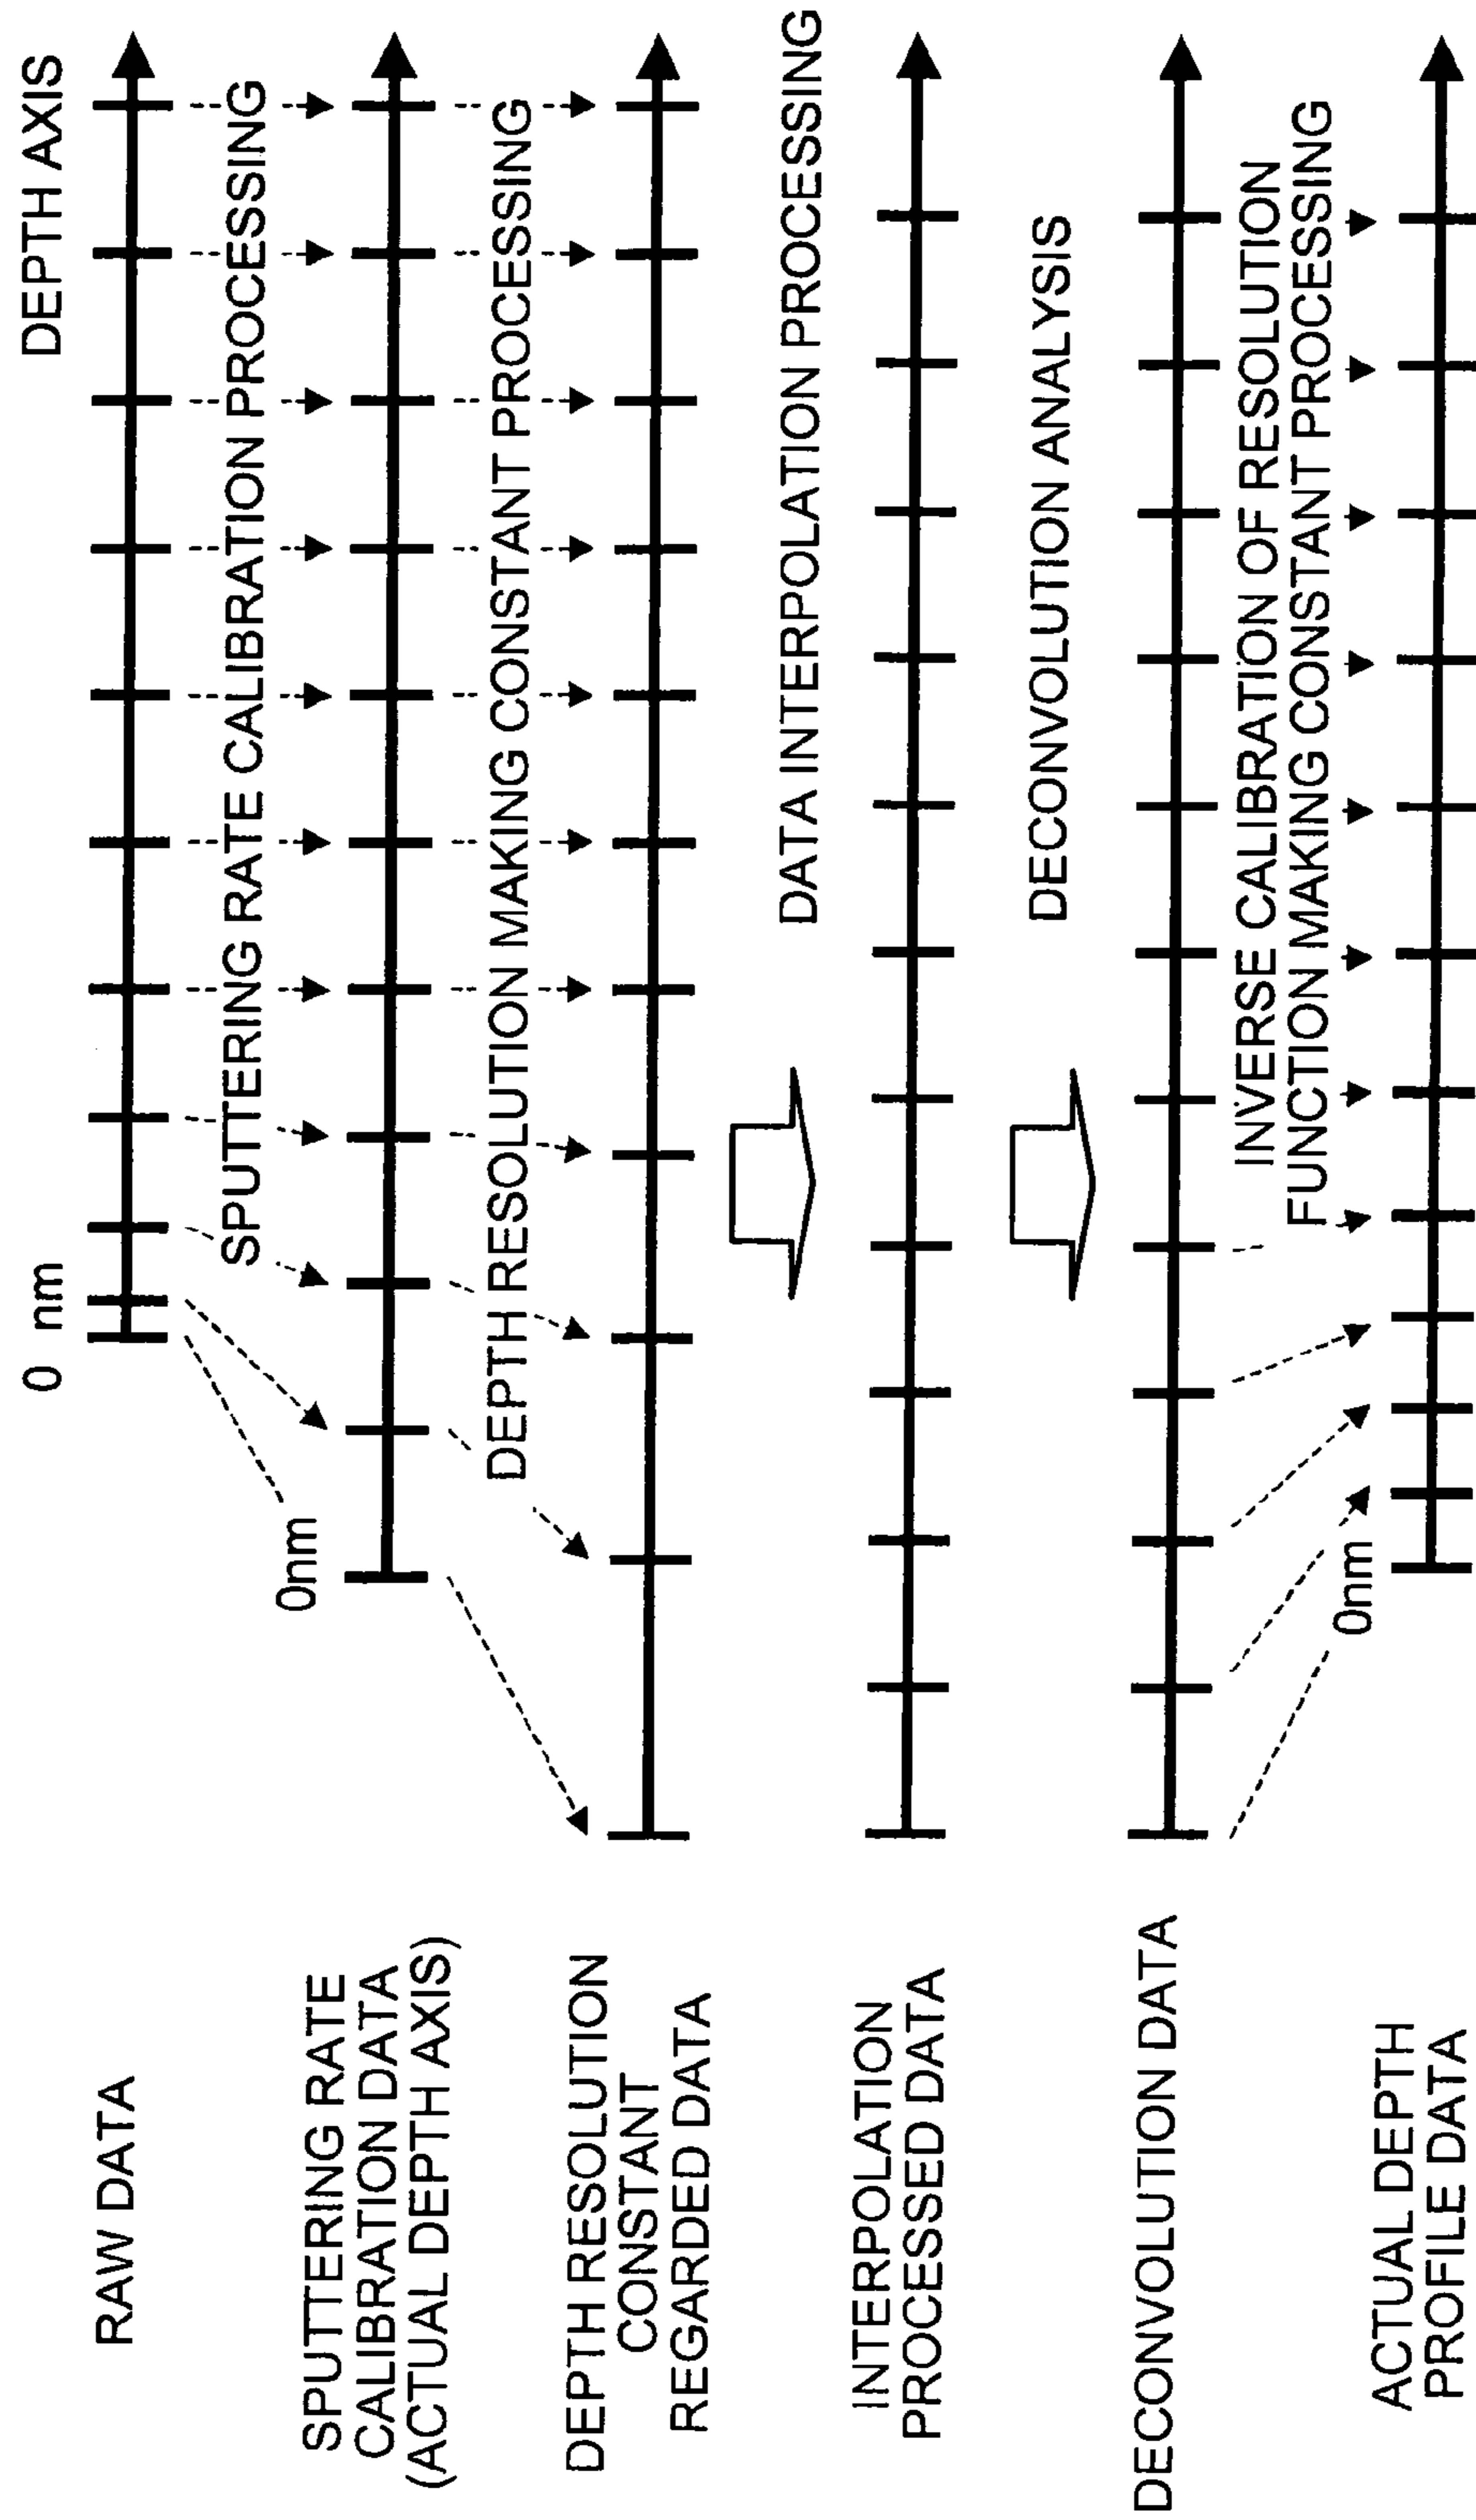 DEPTH AXIS
0 nm
RAW DATA
SPUTTERING RATE CALIBRATION PROCESSING
0nm
SPUTTERING RATE
CALIBRATION DATA
(ACTUAL DEPTH AXIS)
DEPTH RESOLUTION MAKING CONSTANT PROCESSING
DEPTH RESOLUTION
CONSTANT
REGARDED DATA
DATA INTERPOLATION PROCESSING
INTERPOLATION
PROCESSED DATA
DECONVOLUTION ANALYSIS
DECONVOLUTION DATA
INVERSE CALIBRATION OF RESOLUTION
FUNCTION MAKING CONSTANT PROCESSING
0nm
ACTUAL DEPTH
PROFILE DATA